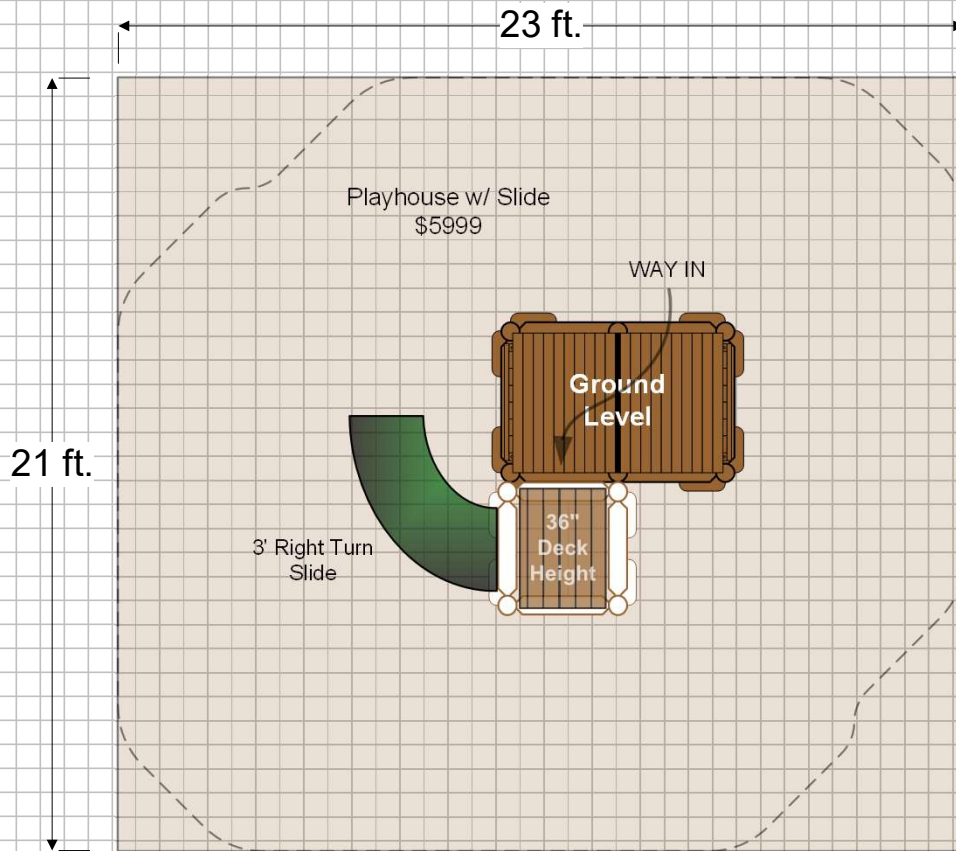 23 ft.
Playhouse w/ Slide
$5999
WAY IN
Ground
Level
21 ft.
36"
Deck
Height
3' Right Turn
Slide